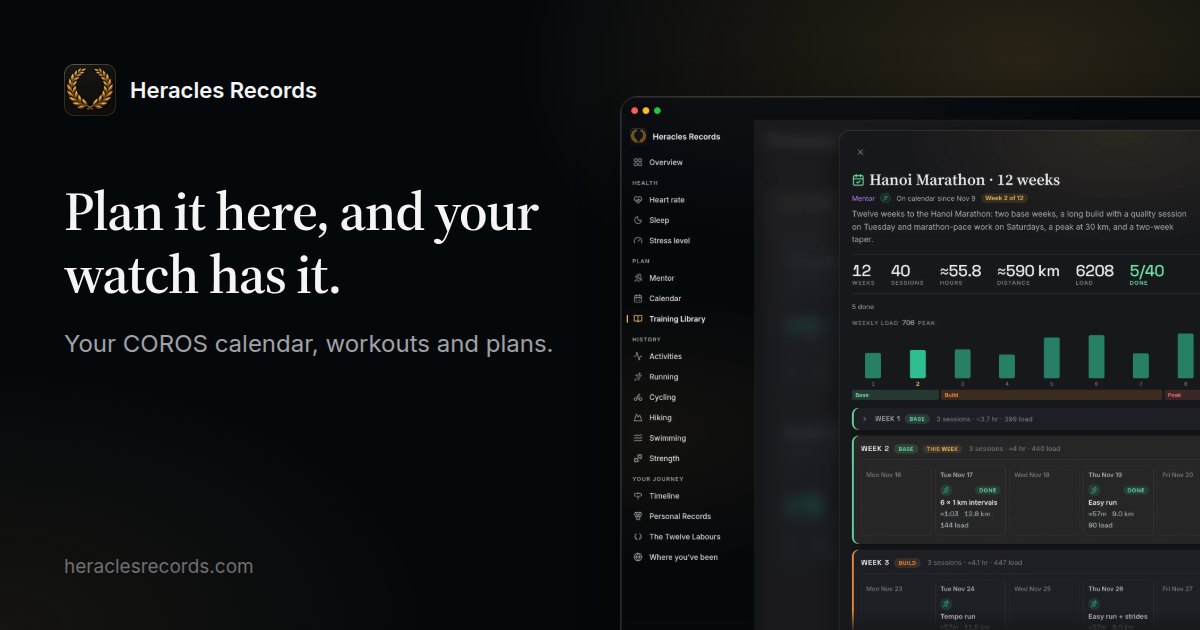 Heracles Records
Plan it here, and your
watch has it.
Your COROS calendar, workouts and plans.
heraclesrecords.com
Heracles Records
Overview
HEALTH
Heart rate
Sleep
Stress level
PLAN
Mentor
Calendar
Training Library
HISTORY
Activities
Running
Cycling
Hiking
Swimming
Strength
YOUR JOURNEY
Timeline
Personal Records
The Twelve Labours
Where you've been
Hanoi Marathon · 12 weeks
Mentor On calendar since Nov 9 Week 2 of 12
Twelve weeks to the Hanoi Marathon: two base weeks, a long build with a quality session
on Tuesday and marathon-pace work on Saturdays, a peak at 30 km, and a two-week
taper.
12 40 ≈55.8 ≈590 km 6208 5/40
WEEKS SESSIONS HOURS DISTANCE LOAD DONE
5 done
WEEKLY LOAD 708 PEAK
1 2 3 4 5 6 7 8
Base Build Peak
WEEK 1 BASE 3 sessions · ≈3.7 hr · 399 load
WEEK 2 BASE THIS WEEK 3 sessions · ≈4 hr · 440 load
Mon Nov 16 Tue Nov 17 Wed Nov 18 Thu Nov 19 Fri Nov 20
DONE DONE
6 × 1 km intervals Easy run
≈1:03 12.8 km ≈57m 9.0 km
144 load 90 load
WEEK 3 BUILD 3 sessions · ≈4.1 hr · 447 load
Mon Nov 23 Tue Nov 24 Wed Nov 25 Thu Nov 26 Fri Nov 27
Tempo run Easy run + strides